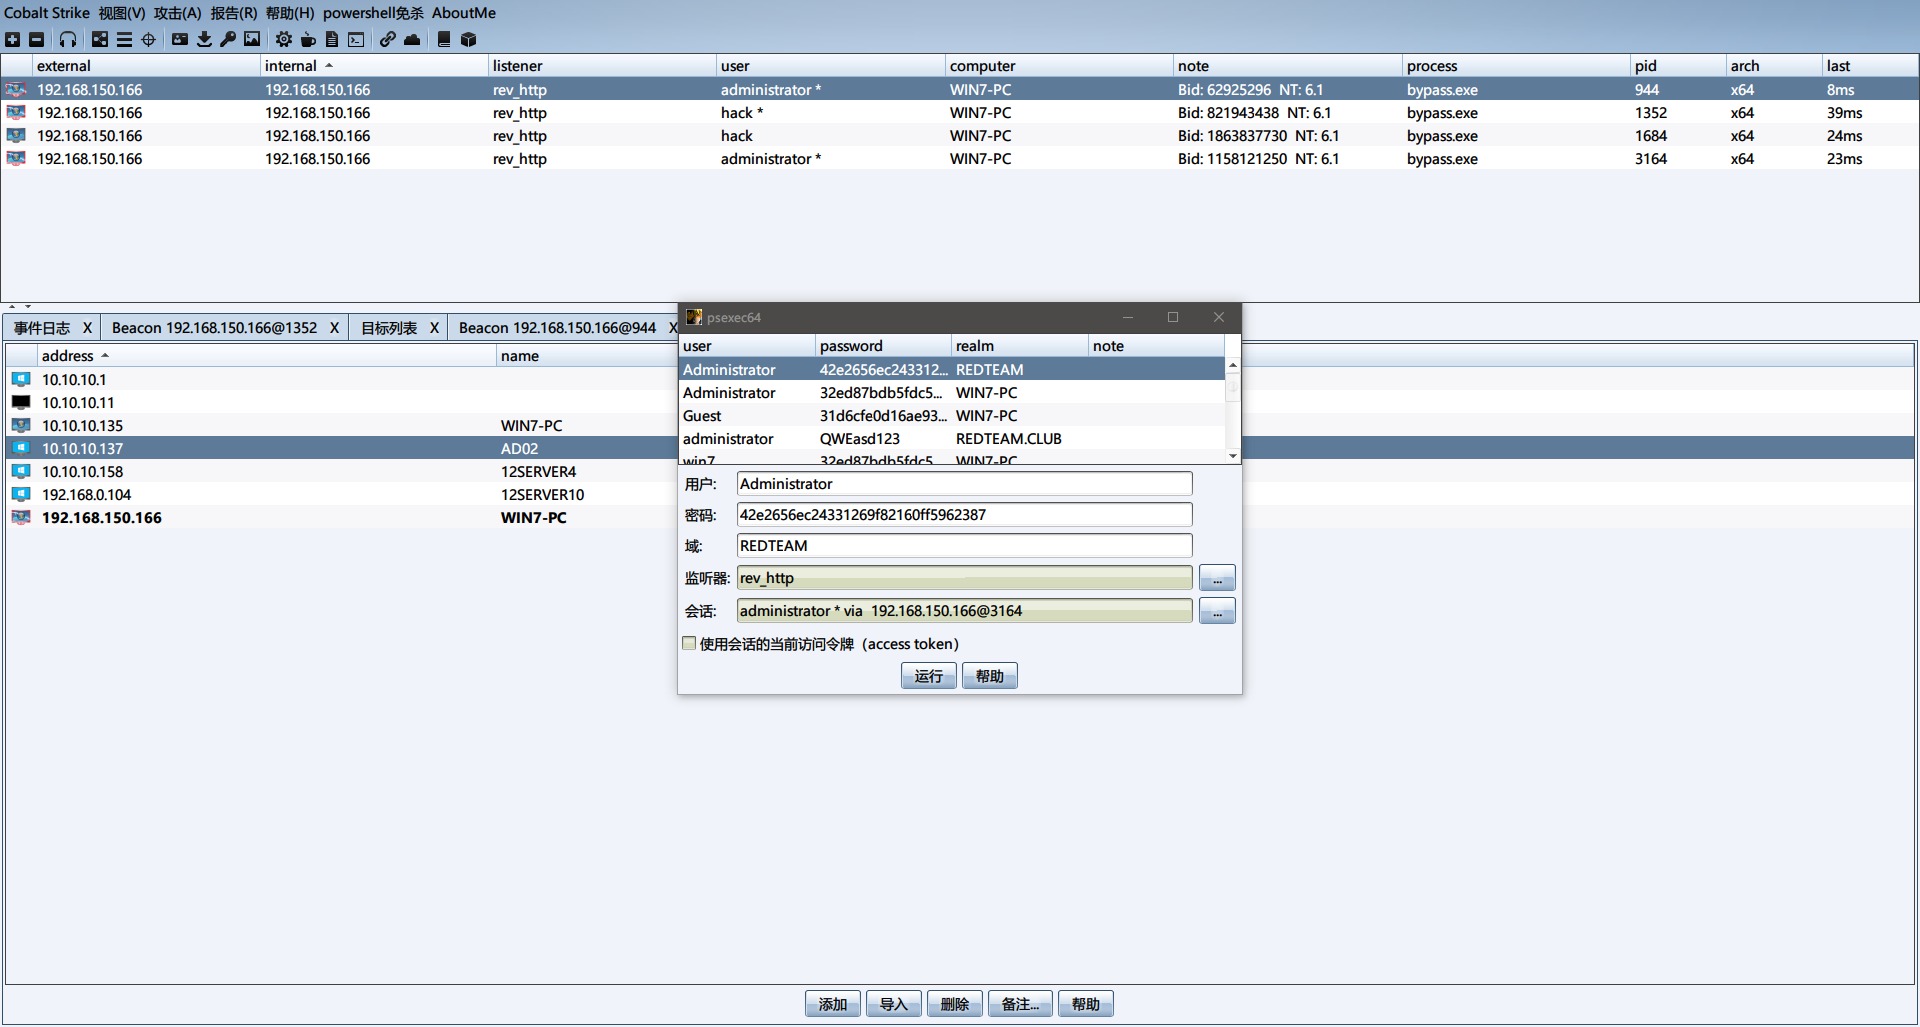 Cobalt Strike 视图(V) 攻击(A) 报告(R) 帮助(H) powershell免杀 AboutMe
external internal listener user computer note process pid arch last
192.168.150.166 192.168.150.166 rev_http administrator * WIN7-PC Bid: 62925296 NT: 6.1 bypass.exe 944 x64 8ms
192.168.150.166 192.168.150.166 rev_http hack * WIN7-PC Bid: 821943438 NT: 6.1 bypass.exe 1352 x64 39ms
192.168.150.166 192.168.150.166 rev_http hack WIN7-PC Bid: 1863837730 NT: 6.1 bypass.exe 1684 x64 24ms
192.168.150.166 192.168.150.166 rev_http administrator * WIN7-PC Bid: 1158121250 NT: 6.1 bypass.exe 3164 x64 23ms
事件日志 X Beacon 192.168.150.166@1352 X 目标列表 X Beacon 192.168.150.166@944 X
address name
10.10.10.1
10.10.10.11
10.10.10.135 WIN7-PC
10.10.10.137 AD02
10.10.10.158 12SERVER4
192.168.0.104 12SERVER10
192.168.150.166 WIN7-PC
psexec64
user password realm note
Administrator 42e2656ec243312... REDTEAM
Administrator 32ed87bdb5fdc5... WIN7-PC
Guest 31d6cfe0d16ae93... WIN7-PC
administrator QWEasd123 REDTEAM.CLUB
win7 32ed87bdb5fdc5... WIN7-PC
用户: Administrator
密码: 42e2656ec24331269f82160ff5962387
域: REDTEAM
监听器: rev_http ...
会话: administrator * via 192.168.150.166@3164 ...
使用会话的当前访问令牌（access token）
运行 帮助
添加 导入 删除 备注... 帮助